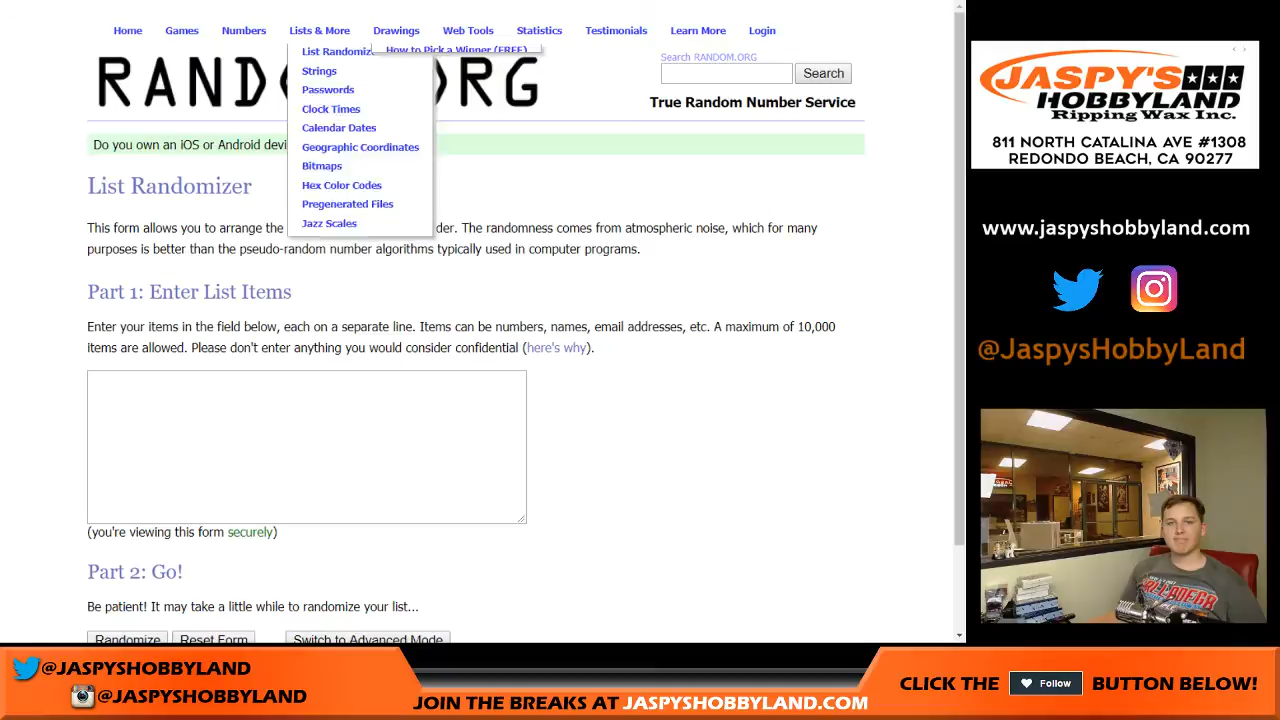 Home Games Numbers Lists & More Drawings Web Tools Statistics Testimonials Learn More Login
List Randomize
How to Pick a Winner (FREE)
Strings
Passwords
Clock Times
Calendar Dates
Geographic Coordinates
Bitmaps
Hex Color Codes
Pregenerated Files
Jazz Scales
Search RANDOM.ORG
Search
True Random Number Service
Do you own an iOS or Android devi
List Randomizer
This form allows you to arrange the der. The randomness comes from atmospheric noise, which for many
purposes is better than the pseudo-random number algorithms typically used in computer programs.
Part 1: Enter List Items
Enter your items in the field below, each on a separate line. Items can be numbers, names, email addresses, etc. A maximum of 10,000
items are allowed. Please don't enter anything you would consider confidential (here's why).
(you're viewing this form securely)
Part 2: Go!
Be patient! It may take a little while to randomize your list...
Randomize Reset Form Switch to Advanced Mode
JASPY'S
HOBBYLAND
Ripping Wax Inc.
811 NORTH CATALINA AVE #1308
REDONDO BEACH, CA 90277
www.jaspyshobbyland.com
@JaspysHobbyLand
@JASPYSHOBBYLAND
@JASPYSHOBBYLAND
JOIN THE BREAKS AT JASPYSHOBBYLAND.COM
CLICK THE Follow BUTTON BELOW!